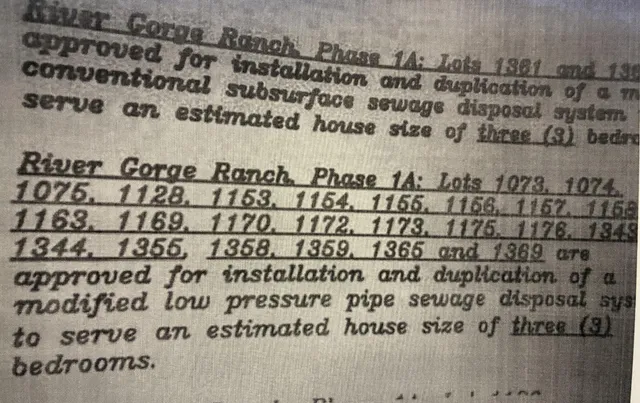 River Gorge Ranch, Phase 1A: Lots 1361 and
approved for installation and duplication of a
conventional subsurface sewage disposal system
serve an estimated house size of three (3)
River Gorge Ranch, Phase 1A: Lots 1073, 1074,
1075, 1128, 1153, 1154, 1155, 1156, 1157, 1158
1163, 1169, 1170, 1172, 1173, 1175, 1176, 1343
1344, 1355, 1358, 1359, 1365 and 1369 are
approved for installation and duplication of a
modified low pressure pipe sewage disposal sys
to serve an estimated house size of three (3)
bedrooms.